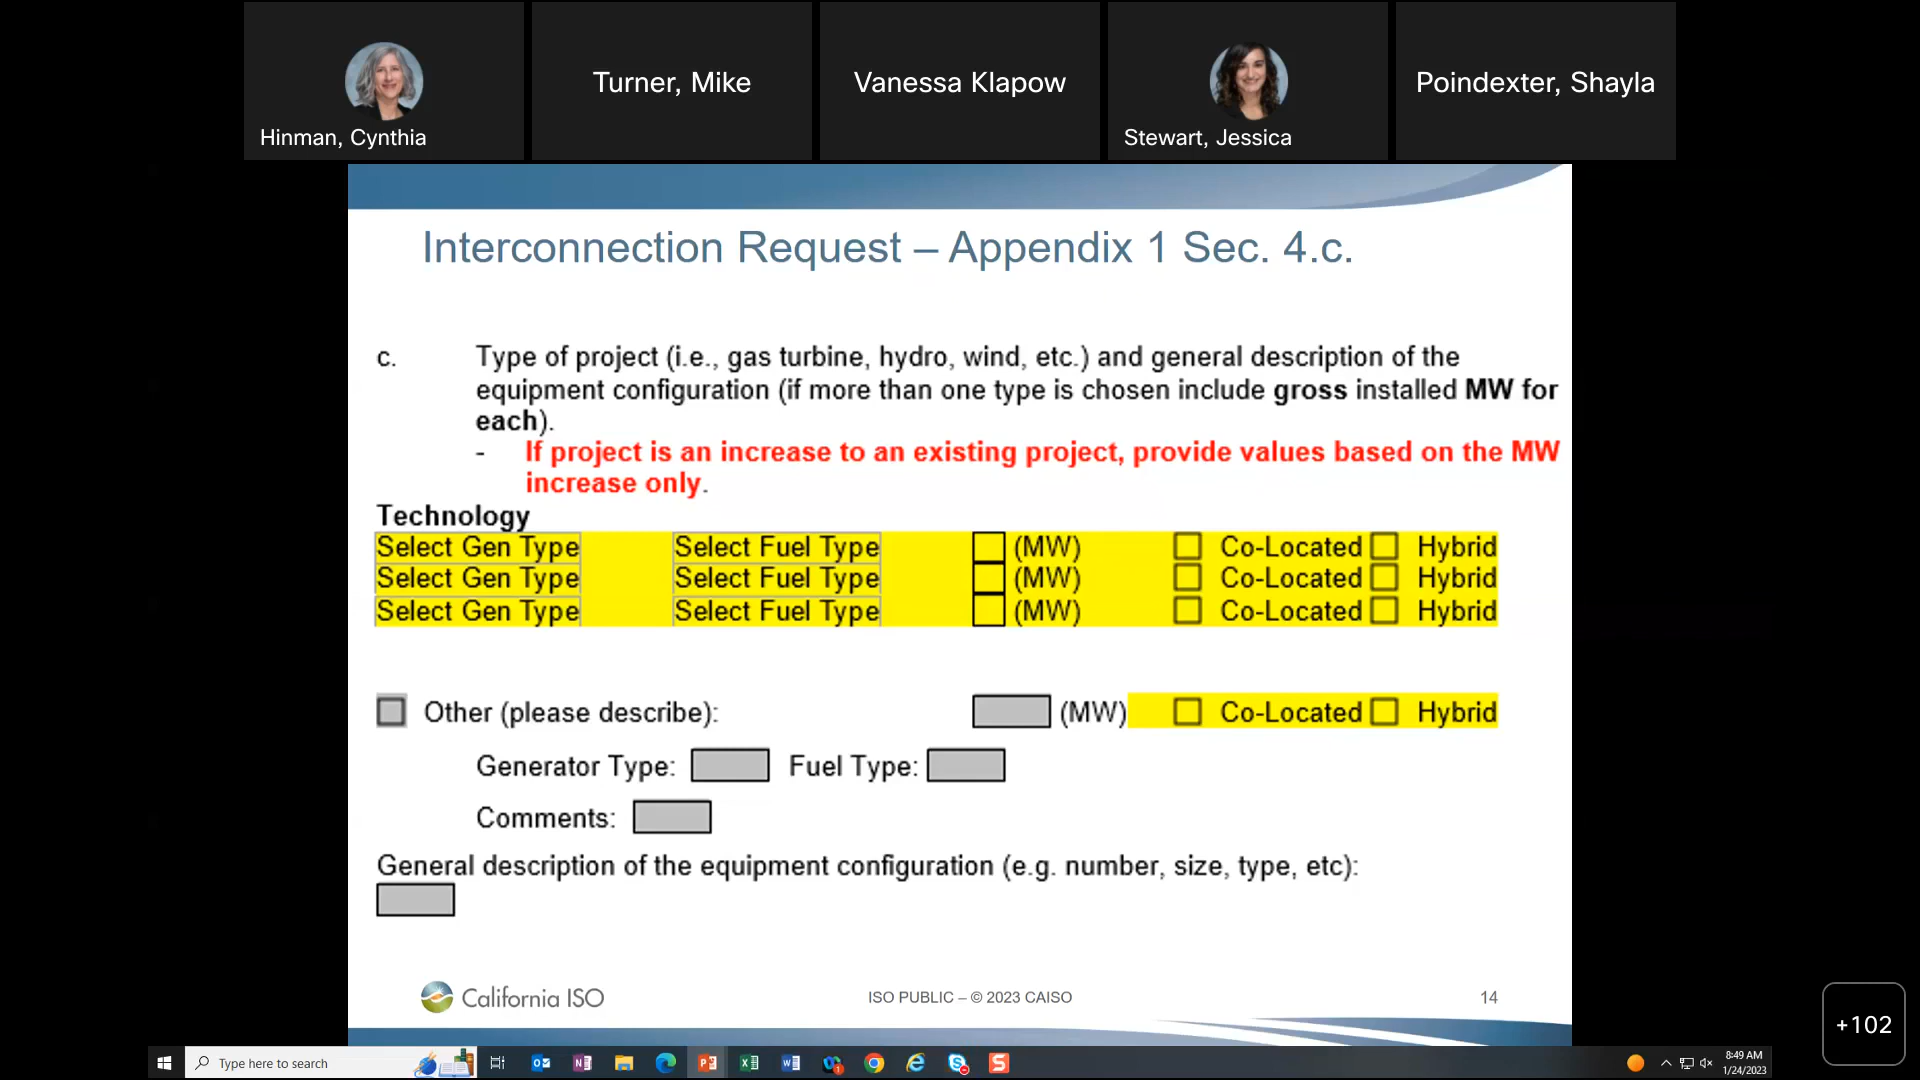 Hinman, Cynthia
Turner, Mike
Vanessa Klapow
Stewart, Jessica
Poindexter, Shayla
Interconnection Request – Appendix 1 Sec. 4.c.
c. Type of project (i.e., gas turbine, hydro, wind, etc.) and general description of the
equipment configuration (if more than one type is chosen include gross installed MW for
each).
- If project is an increase to an existing project, provide values based on the MW
increase only.
Technology
Select Gen Type Select Fuel Type (MW) Co-Located Hybrid
Select Gen Type Select Fuel Type (MW) Co-Located Hybrid
Select Gen Type Select Fuel Type (MW) Co-Located Hybrid
Other (please describe): (MW) Co-Located Hybrid
Generator Type: Fuel Type:
Comments:
General description of the equipment configuration (e.g. number, size, type, etc):
California ISO
ISO PUBLIC – © 2023 CAISO
14
+102
Type here to search
8:49 AM
1/24/2023